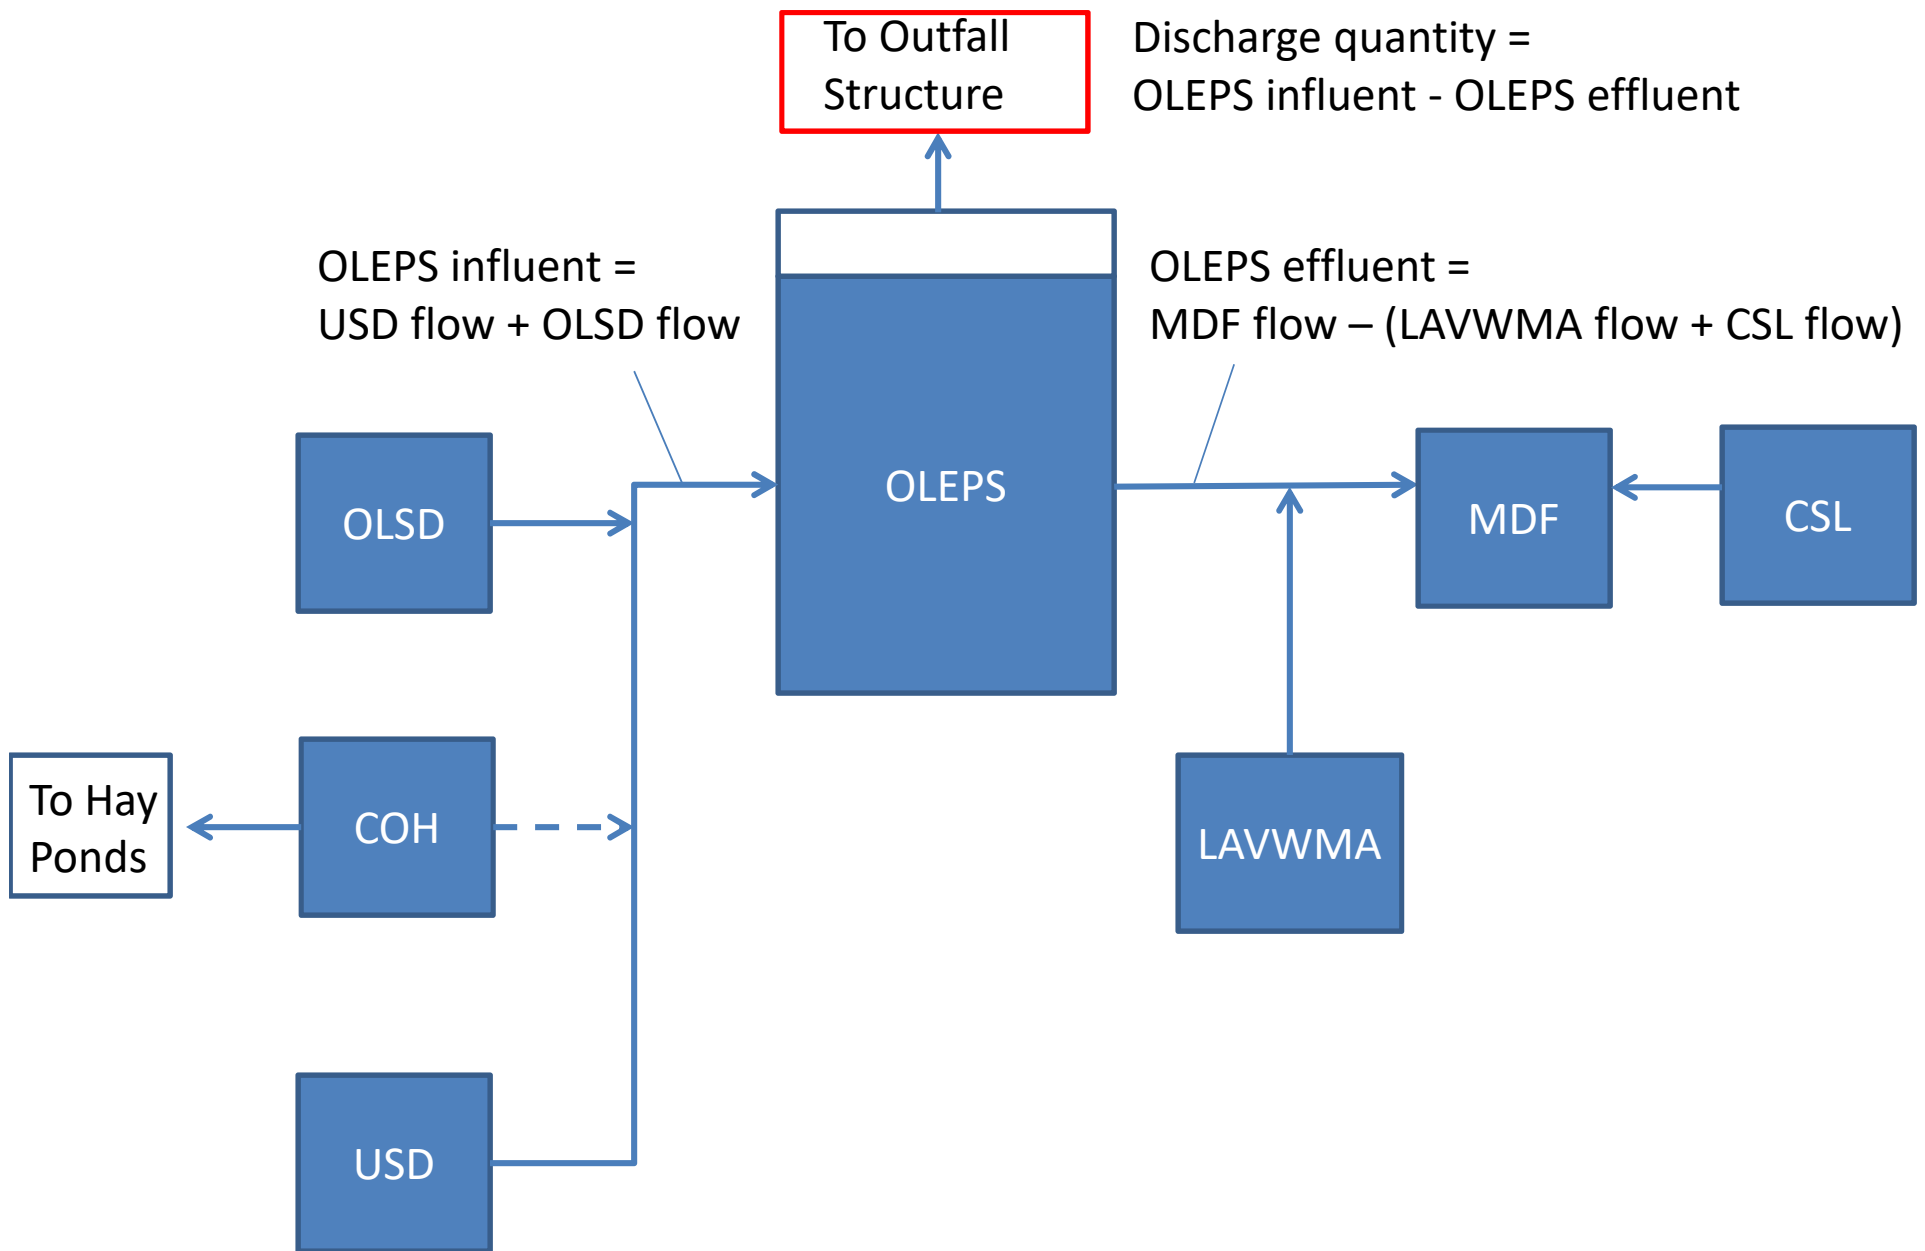 To Outfall
Structure
Discharge quantity =
OLEPS influent - OLEPS effluent
OLEPS influent =
USD flow + OLSD flow
OLEPS effluent =
MDF flow – (LAVWMA flow + CSL flow)
OLSD
OLEPS
MDF
CSL
To Hay
Ponds
COH
LAVWMA
USD